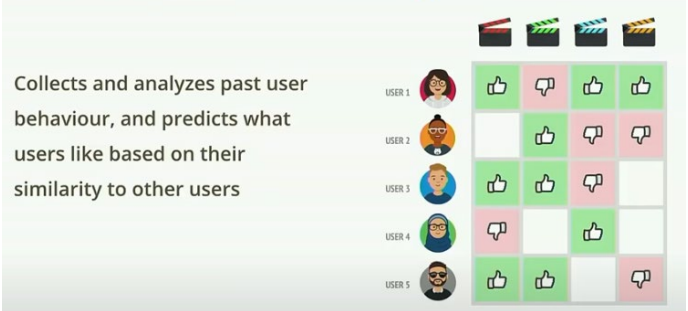 Collects and analyzes past user
behaviour, and predicts what
users like based on their
similarity to other users
USER 1
USER 2
USER 3
USER 4
USER 5